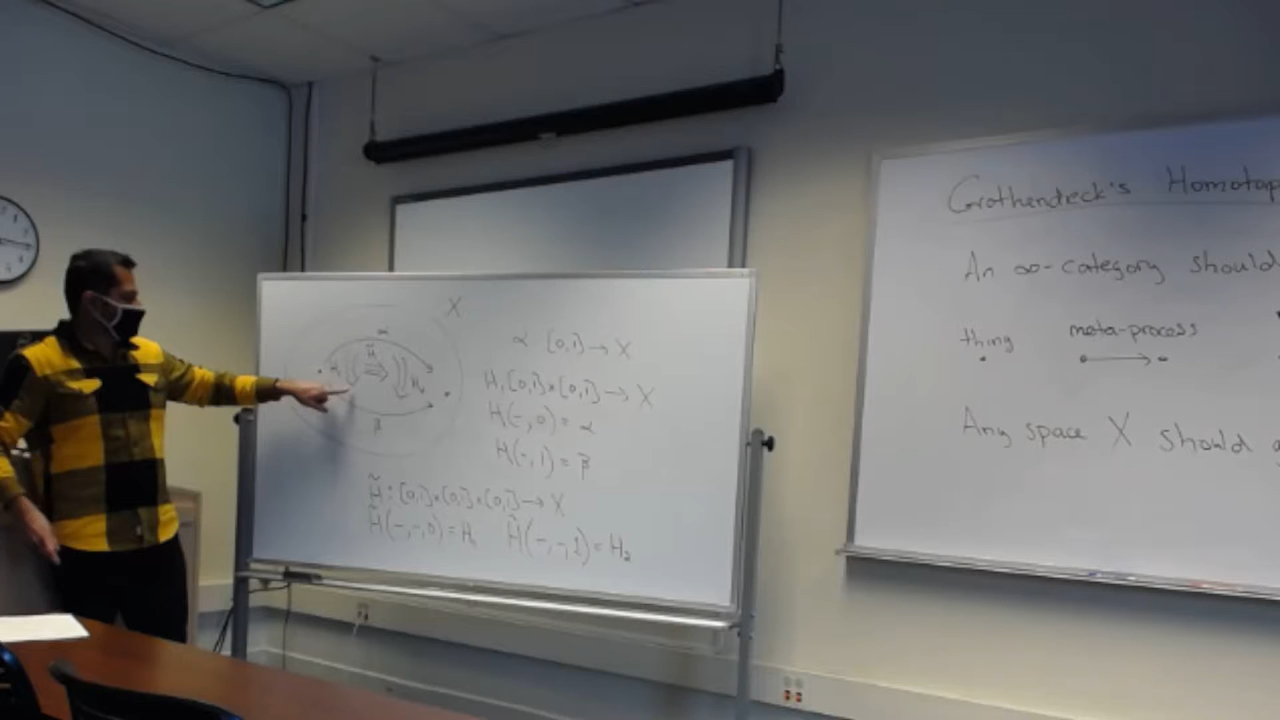 X
α
H̃
H₁
H₂
β
α [0,1] → X
H, [0,1] × [0,1] → X
H(-,0) = α
H(-,1) = β
H̃ : [0,1] × [0,1] × [0,1] → X
H̃(-,-,0) = H₁ H̃(-,-,1) = H₂
Grothendieck's Homotop
An ∞-category should
thing meta-process
Any space X should